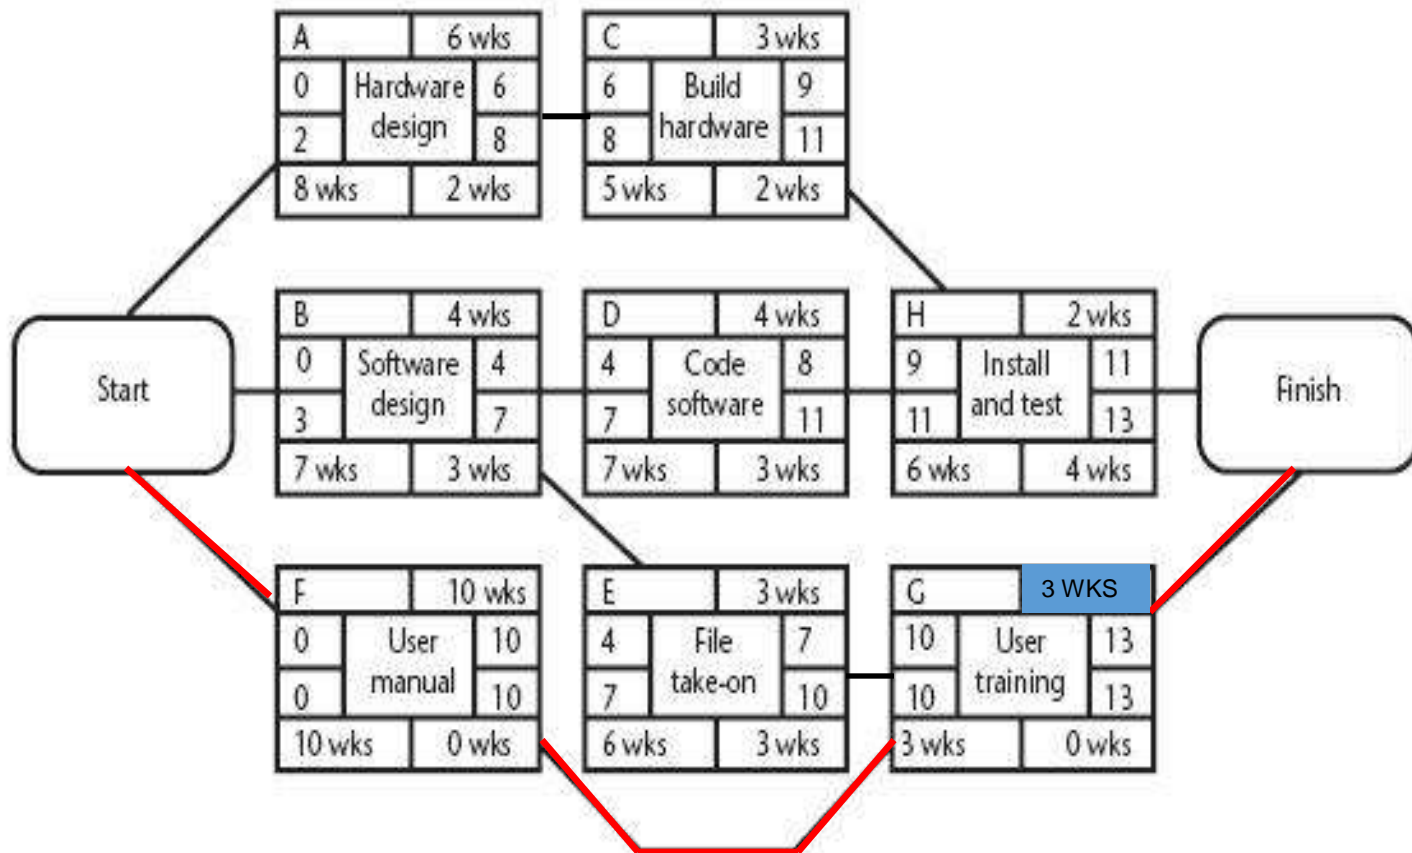 A 6 wks
0 Hardware design 6
2 8
8 wks 2 wks
C 3 wks
6 Build hardware 9
8 11
5 wks 2 wks
Start
B 4 wks
0 Software design 4
3 7
7 wks 3 wks
D 4 wks
4 Code software 8
7 11
7 wks 3 wks
H 2 wks
9 Install and test 11
11 13
6 wks 4 wks
Finish
F 10 wks
0 User manual 10
0 10
10 wks 0 wks
E 3 wks
4 File take-on 7
7 10
6 wks 3 wks
G 3 WKS
10 User training 13
10 13
3 wks 0 wks